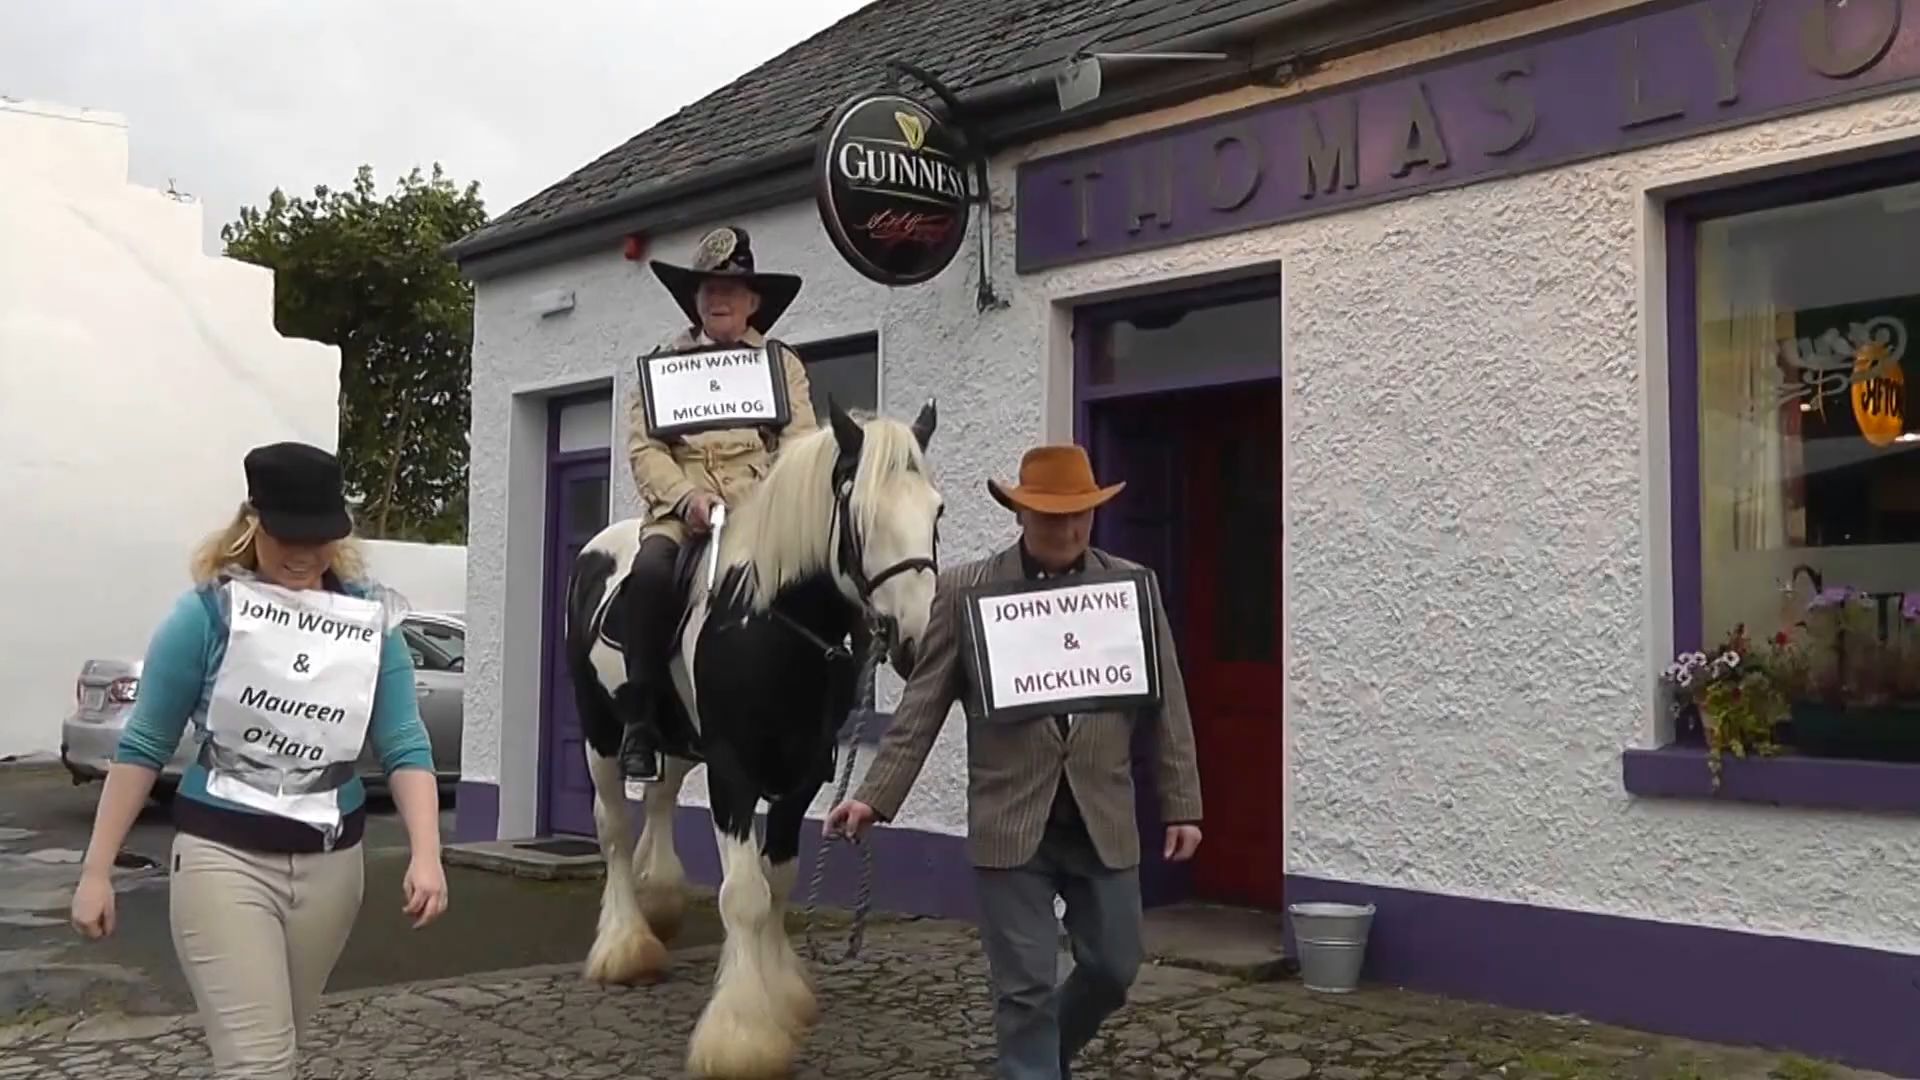 GUINNESS
THOMAS LYO
JOHN WAYNE
&
MICKLIN OG
John Wayne
&
Maureen
O'Hara
JOHN WAYNE
&
MICKLIN OG